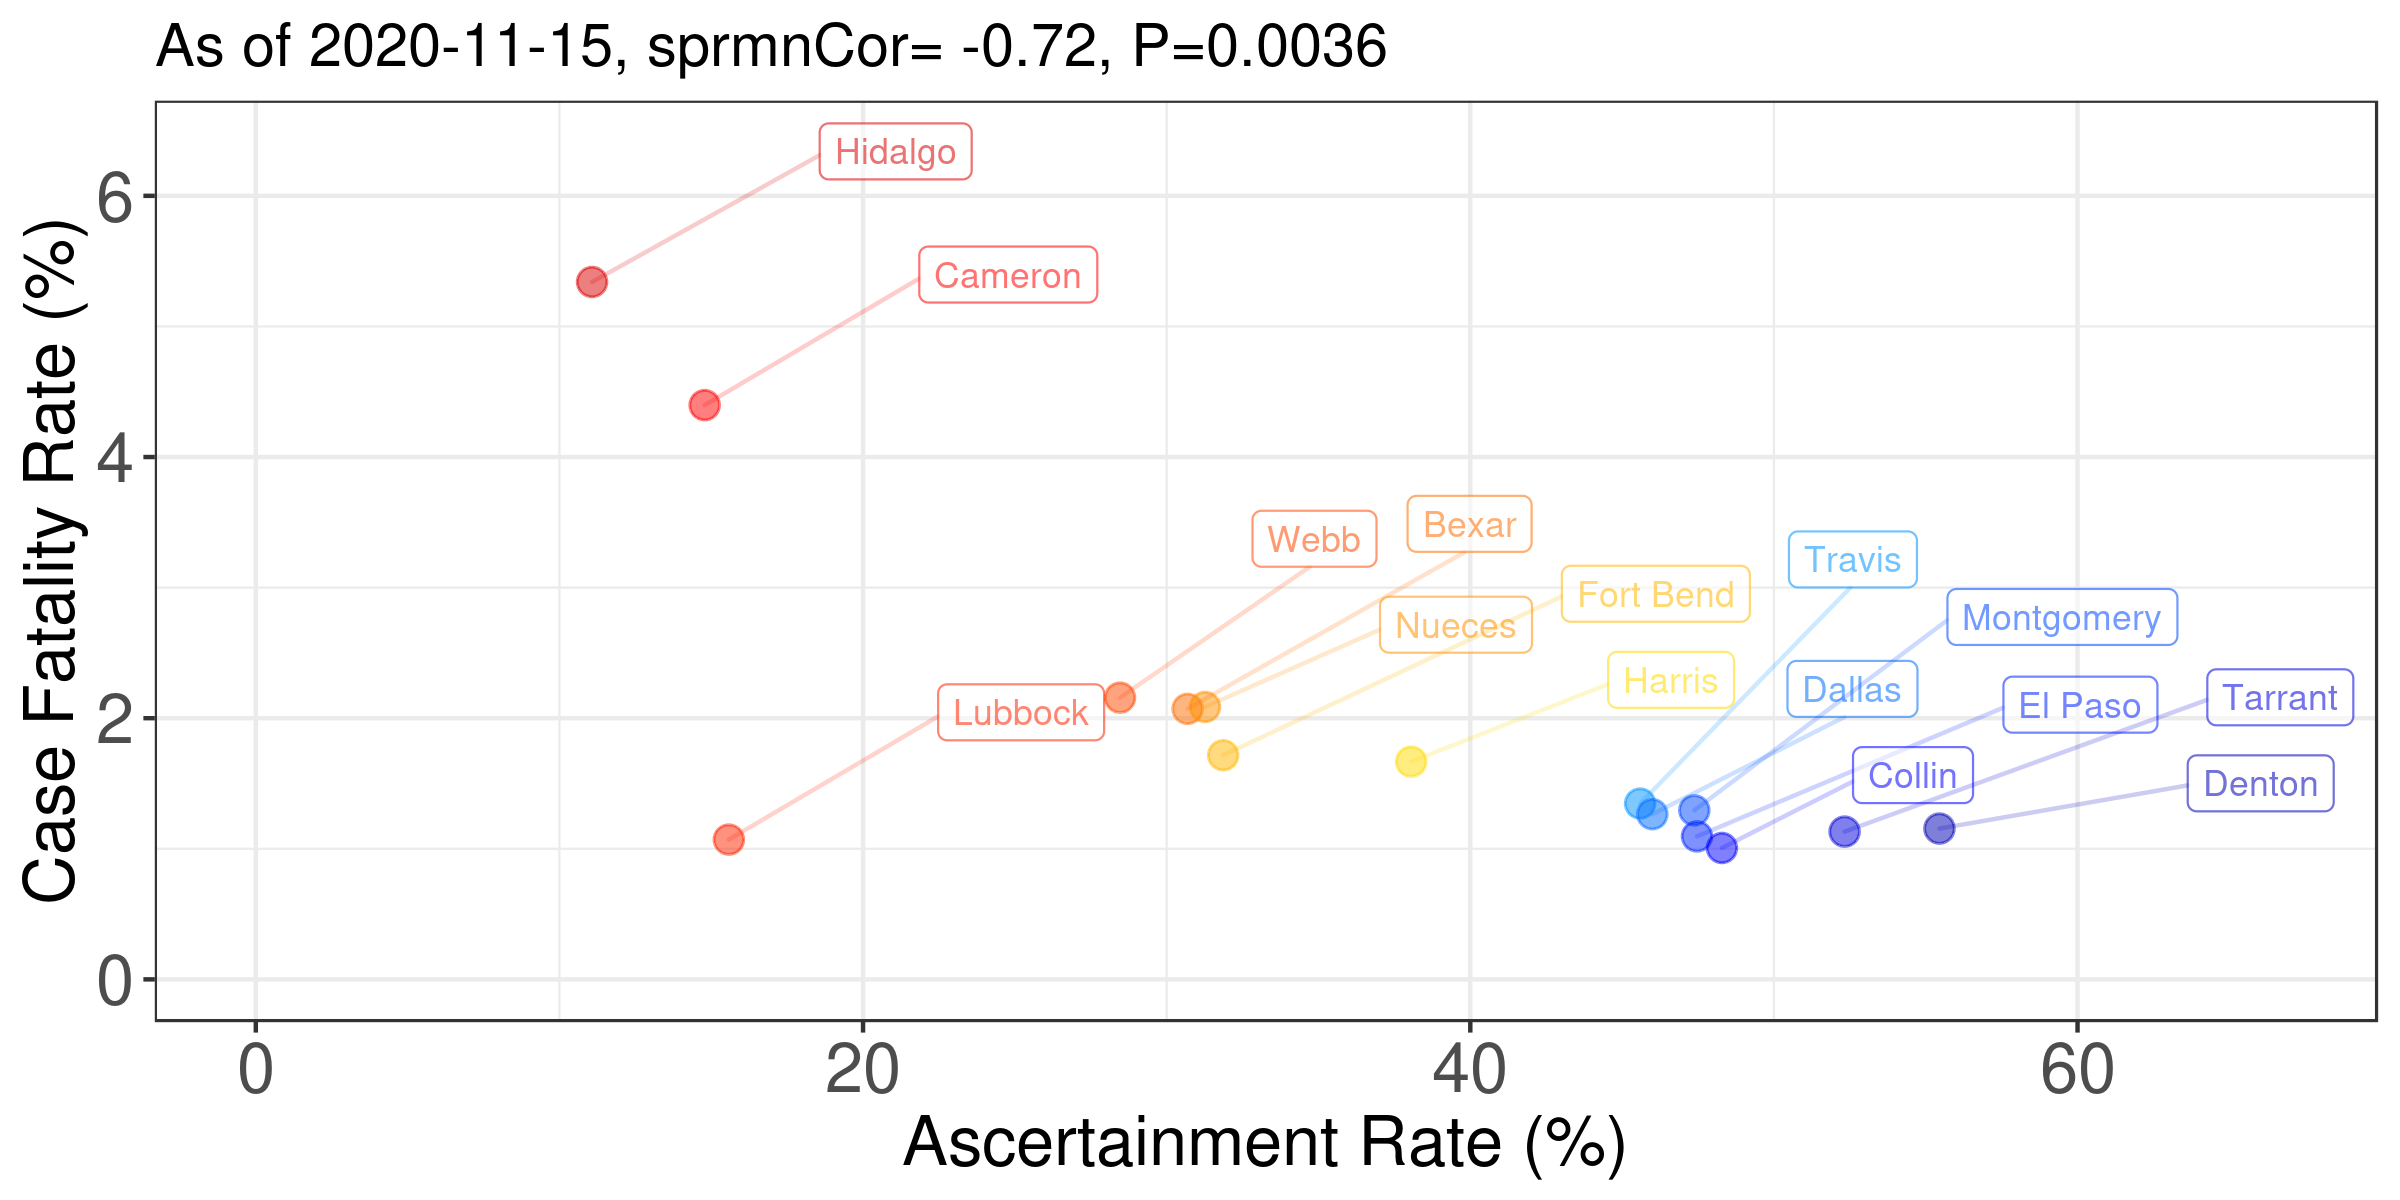 As of 2020-11-15, sprmnCor= -0.72, P=0.0036
Case Fatality Rate (%)
6
4
2
0
Hidalgo
Cameron
Webb
Bexar
Travis
Fort Bend
Nueces
Montgomery
Harris
Dallas
Lubbock
El Paso
Tarrant
Collin
Denton
0 20 40 60
Ascertainment Rate (%)